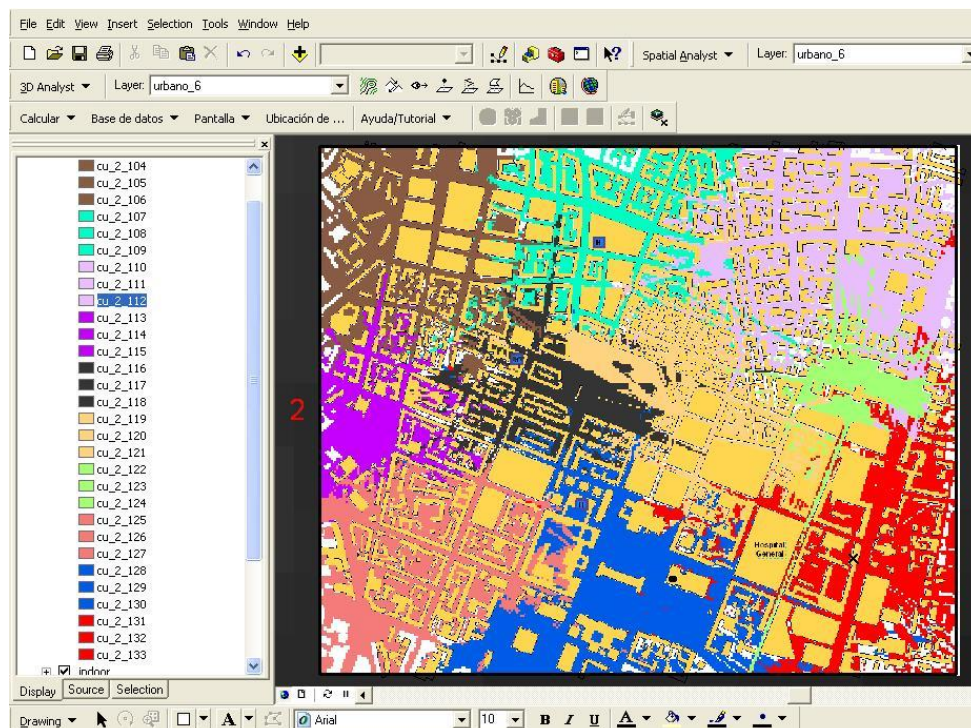 File Edit View Insert Selection Tools Window Help
Spatial Analyst Layer: urbano_6
3D Analyst Layer: urbano_6
Calcular Base de datos Pantalla Ubicación de ... Ayuda/Tutorial
cu_2_104
cu_2_105
cu_2_106
cu_2_107
cu_2_108
cu_2_109
cu_2_110
cu_2_111
cu_2_112
cu_2_113
cu_2_114
cu_2_115
cu_2_116
cu_2_117
cu_2_118
cu_2_119
cu_2_120
cu_2_121
cu_2_122
cu_2_123
cu_2_124
cu_2_125
cu_2_126
cu_2_127
cu_2_128
cu_2_129
cu_2_130
cu_2_131
cu_2_132
cu_2_133
indoor
2
Hospital
General
Display Source Selection
Drawing A Arial 10 B I U A